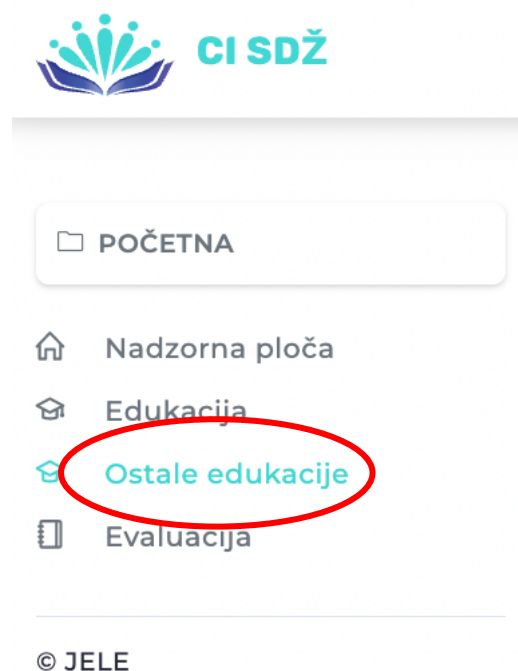 CI SDŽ
POČETNA
Nadzorna ploča
Edukacija
Ostale edukacije
Evaluacija
© JELE